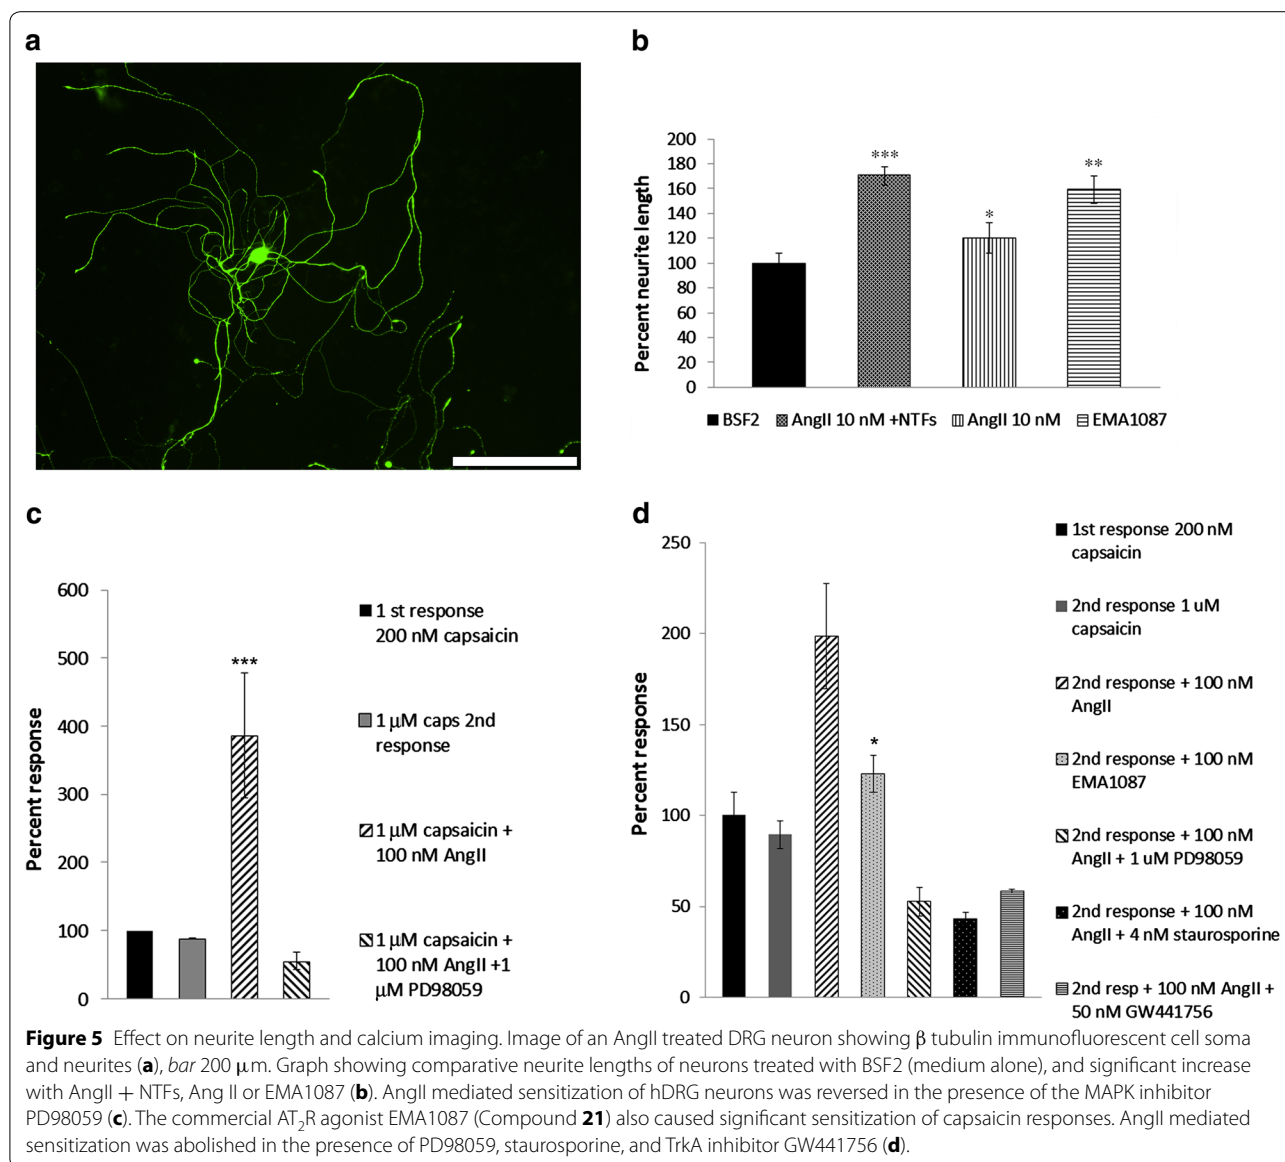 a
b
Percent neurite length
200
180
160
140
120
100
80
60
40
20
0
***
*
**
BSF2 AngII 10 nM +NTFs AngII 10 nM EMA1087
c
Percent response
600
500
400
300
200
100
0
***
1 st response
200 nM capsaicin
1 μM caps 2nd
response
1 μM capsaicin +
100 nM AngII
1 μM capsaicin +
100 nM AngII +1
μM PD98059
d
Percent response
250
200
150
100
50
0
*
1st response 200 nM
capsaicin
2nd response 1 uM
capsaicin
2nd response + 100 nM
AngII
2nd response + 100 nM
EMA1087
2nd response + 100 nM
AngII + 1 uM PD98059
2nd response + 100 nM
AngII + 4 nM staurosporine
2nd resp + 100 nM AngII +
50 nM GW441756
Figure 5 Effect on neurite length and calcium imaging. Image of an AngII treated DRG neuron showing β tubulin immunofluorescent cell soma
and neurites (a), bar 200 μm. Graph showing comparative neurite lengths of neurons treated with BSF2 (medium alone), and significant increase
with AngII + NTFs, Ang II or EMA1087 (b). AngII mediated sensitization of hDRG neurons was reversed in the presence of the MAPK inhibitor
PD98059 (c). The commercial AT2R agonist EMA1087 (Compound 21) also caused significant sensitization of capsaicin responses. AngII mediated
sensitization was abolished in the presence of PD98059, staurosporine, and TrkA inhibitor GW441756 (d).